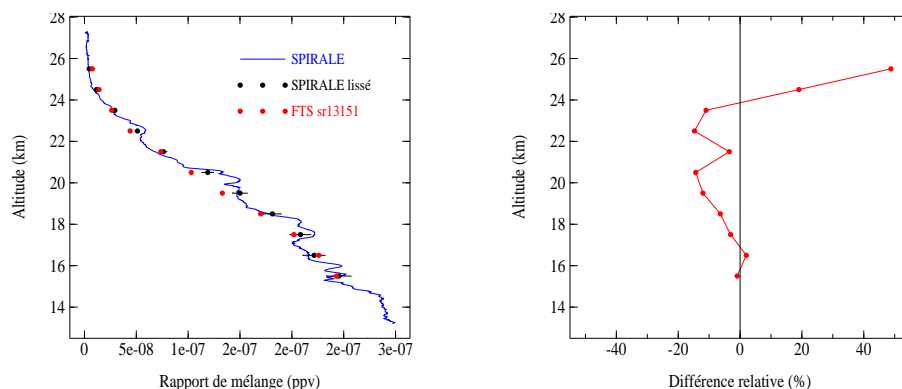 28
26
24
22
20
18
16
14
Altitude (km)
0
5e-08
1e-07
2e-07
2e-07
2e-07
3e-07
Rapport de mélange (ppv)
SPIRALE
SPIRALE lissé
FTS sr13151
28
26
24
22
20
18
16
14
Altitude (km)
-40
-20
0
20
40
Différence relative (%)